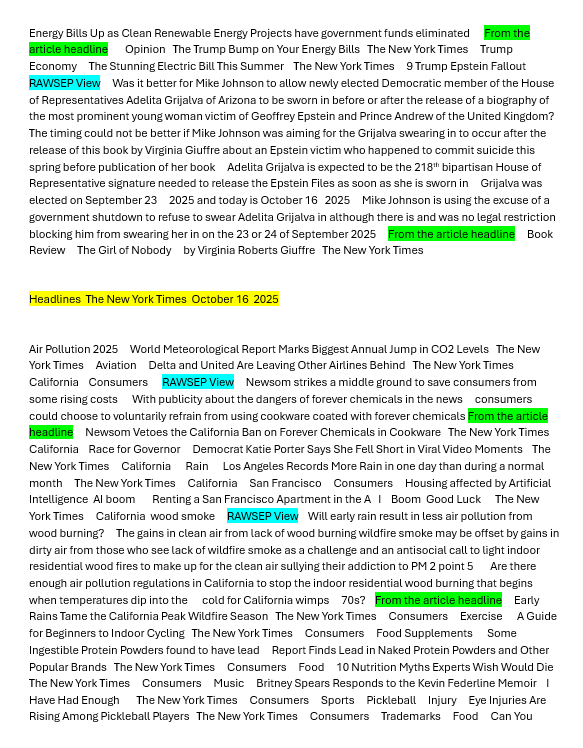 Energy Bills Up as Clean Renewable Energy Projects have government funds eliminated From the
article headline Opinion The Trump Bump on Your Energy Bills The New York Times Trump
Economy The Stunning Electric Bill This Summer The New York Times 9 Trump Epstein Fallout
RAWSEP View Was it better for Mike Johnson to allow newly elected Democratic member of the House
of Representatives Adelita Grijalva of Arizona to be sworn in before or after the release of a biography of
the most prominent young woman victim of Geoffrey Epstein and Prince Andrew of the United Kingdom?
The timing could not be better if Mike Johnson was aiming for the Grijalva swearing in to occur after the
release of this book by Virginia Giuffre about an Epstein victim who happened to commit suicide this
spring before publication of her book Adelita Grijalva is expected to be the 218th bipartisan House of
Representative signature needed to release the Epstein Files as soon as she is sworn in Grijalva was
elected on September 23 2025 and today is October 16 2025 Mike Johnson is using the excuse of a
government shutdown to refuse to swear Adelita Grijalva in although there is and was no legal restriction
blocking him from swearing her in on the 23 or 24 of September 2025 From the article headline Book
Review The Girl of Nobody by Virginia Roberts Giuffre The New York Times
Headlines The New York Times October 16 2025
Air Pollution 2025 World Meteorological Report Marks Biggest Annual Jump in CO2 Levels The New
York Times Aviation Delta and United Are Leaving Other Airlines Behind The New York Times
California Consumers RAWSEP View Newsom strikes a middle ground to save consumers from
some rising costs With publicity about the dangers of forever chemicals in the news consumers
could choose to voluntarily refrain from using cookware coated with forever chemicals From the article
headline Newsom Vetoes the California Ban on Forever Chemicals in Cookware The New York Times
California Race for Governor Democrat Katie Porter Says She Fell Short in Viral Video Moments The
New York Times California Rain Los Angeles Records More Rain in one day than during a normal
month The New York Times California San Francisco Consumers Housing affected by Artificial
Intelligence AI boom Renting a San Francisco Apartment in the A I Boom Good Luck The New
York Times California wood smoke RAWSEP View Will early rain result in less air pollution from
wood burning? The gains in clean air from lack of wood burning wildfire smoke may be offset by gains in
dirty air from those who see lack of wildfire smoke as a challenge and an antisocial call to light indoor
residential wood fires to make up for the clean air sullying their addiction to PM 2 point 5 Are there
enough air pollution regulations in California to stop the indoor residential wood burning that begins
when temperatures dip into the cold for California wimps 70s? From the article headline Early
Rains Tame the California Peak Wildfire Season The New York Times Consumers Exercise A Guide
for Beginners to Indoor Cycling The New York Times Consumers Food Supplements Some
Ingestible Protein Powders found to have lead Report Finds Lead in Naked Protein Powders and Other
Popular Brands The New York Times Consumers Food 10 Nutrition Myths Experts Wish Would Die
The New York Times Consumers Music Britney Spears Responds to the Kevin Federline Memoir I
Have Had Enough The New York Times Consumers Sports Pickleball Injury Eye Injuries Are
Rising Among Pickleball Players The New York Times Consumers Trademarks Food Can You